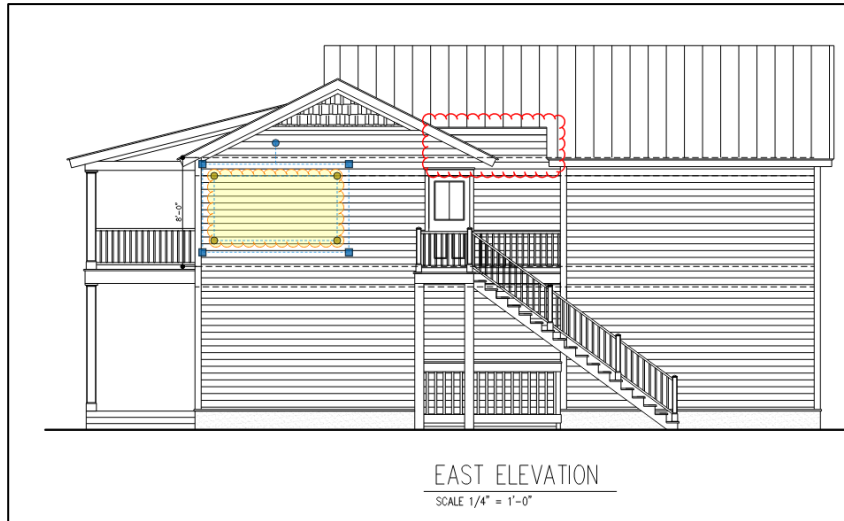 8'-0"
EAST ELEVATION
SCALE 1/4" = 1'-0"